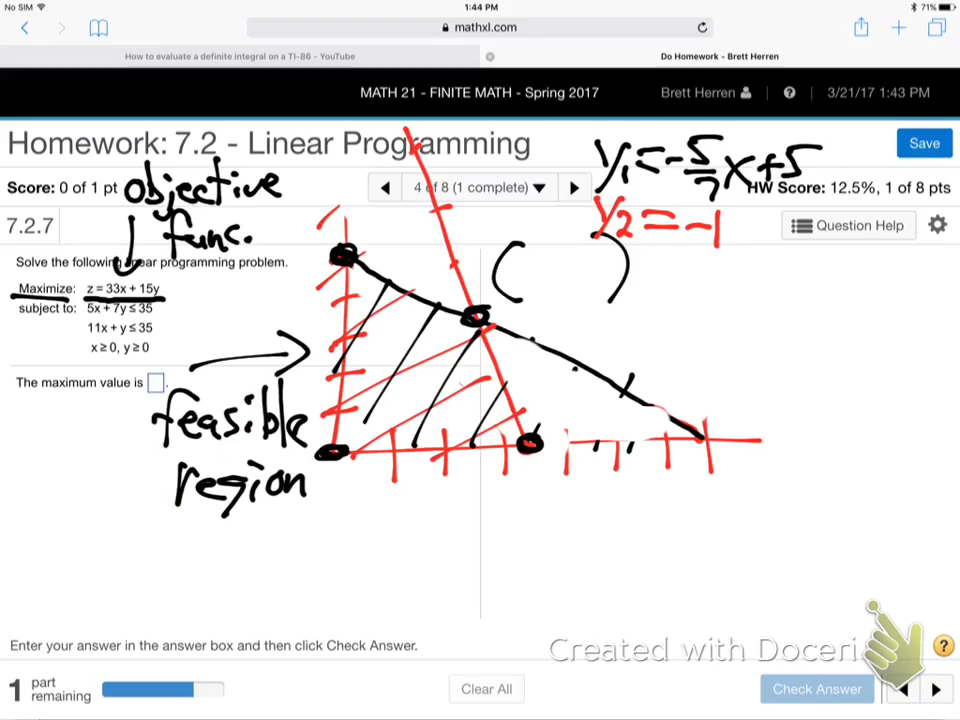 No SIM 1:44 PM 71%
mathxl.com
How to evaluate a definite integral on a TI-86 - YouTube Do Homework - Brett Herren
MATH 21 - FINITE MATH - Spring 2017 Brett Herren ? 3/21/17 1:43 PM
Homework: 7.2 - Linear Programming Save
Score: 0 of 1 pt 4 of 8 (1 complete) HW Score: 12.5%, 1 of 8 pts
objective func.
y1 = -5/7x+5
y2 = -1
( )
7.2.7 Question Help
Solve the following linear programming problem.
Maximize: z = 33x + 15y
subject to: 5x + 7y ≤ 35
11x + y ≤ 35
x ≥ 0, y ≥ 0
The maximum value is
feasible
region
Enter your answer in the answer box and then click Check Answer.
Created with Doceri
?
1 part remaining Clear All Check Answer